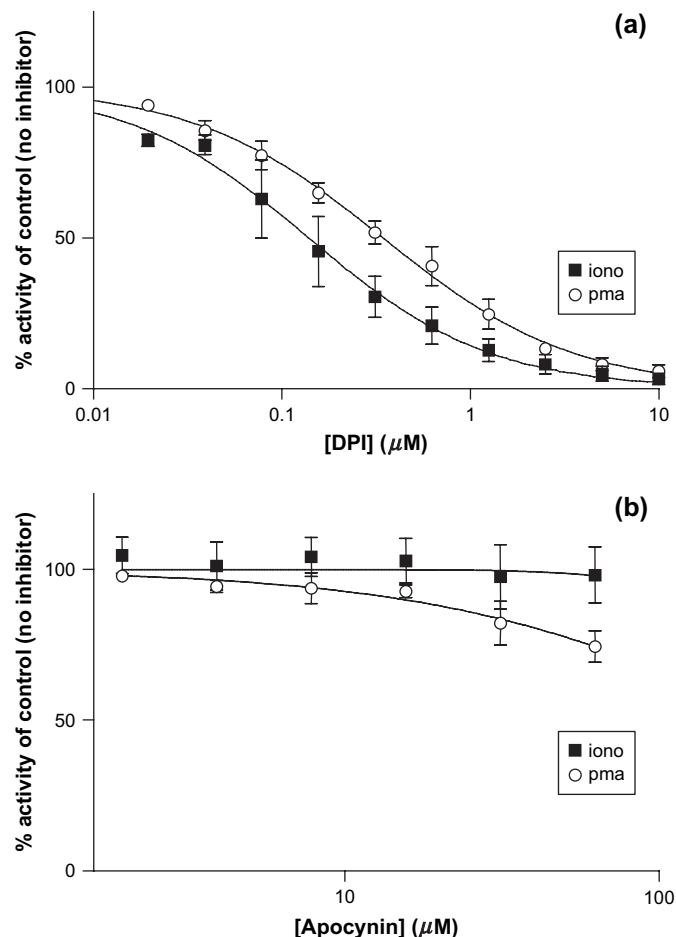 (a)
% activity of control (no inhibitor)
100
50
0
iono
pma
0.01 0.1 1 10
[DPI] (μM)
(b)
% activity of control (no inhibitor)
100
50
0
iono
pma
10 100
[Apocynin] (μM)